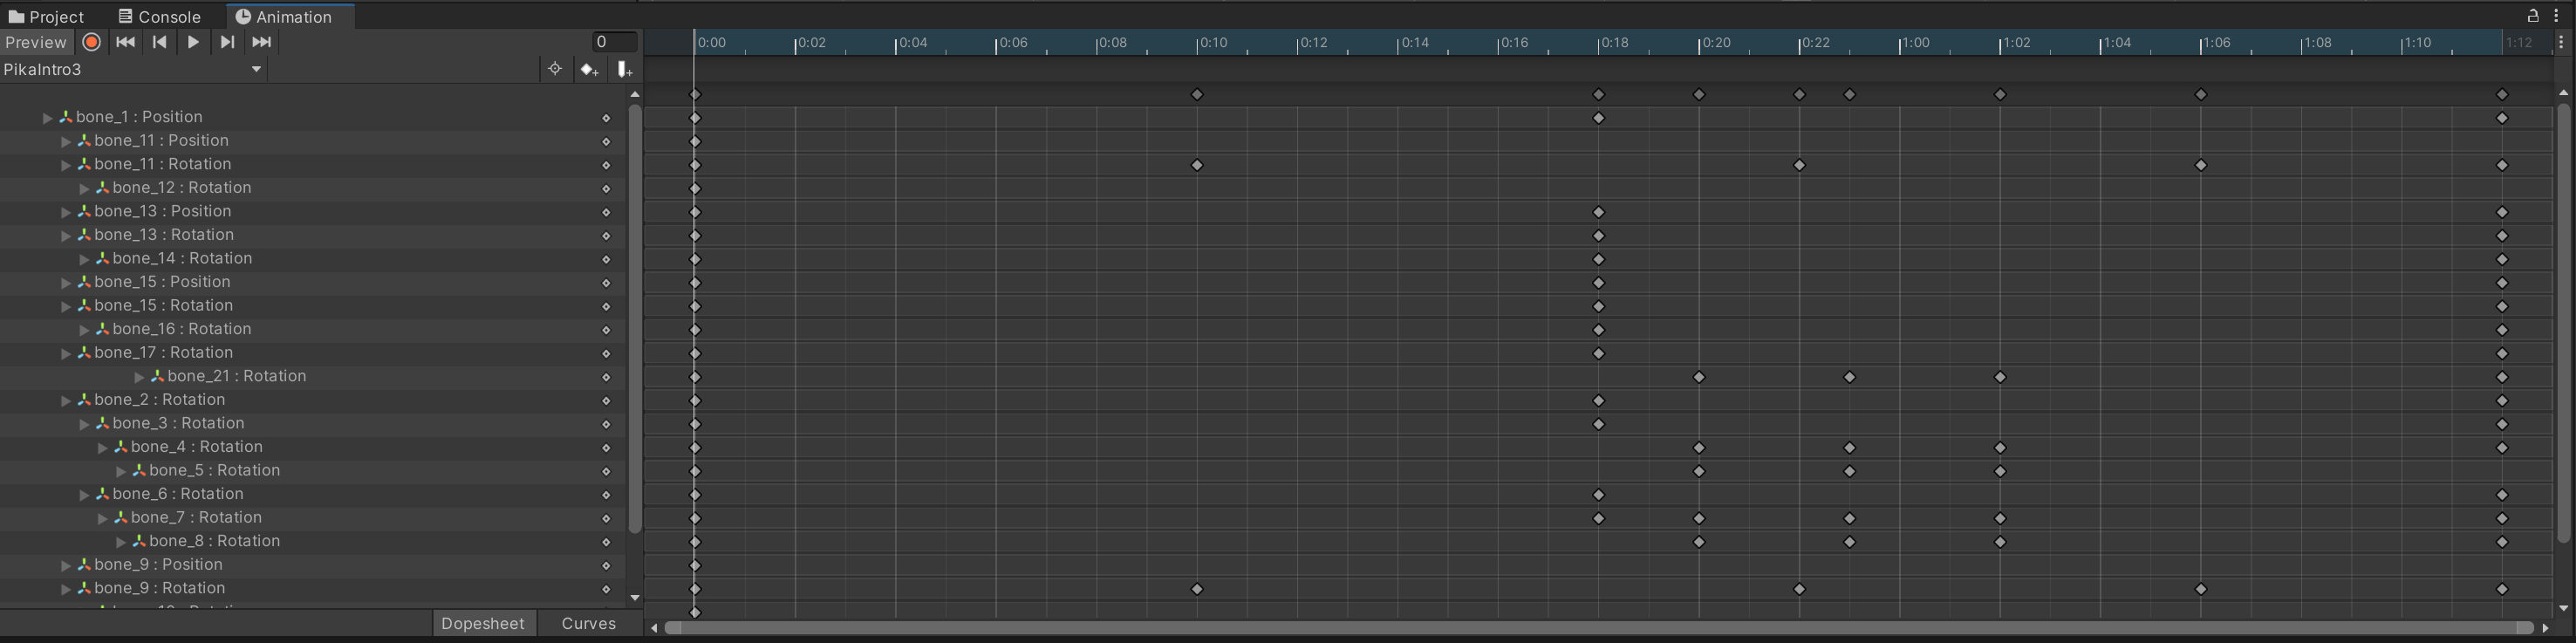 Project Console Animation
Preview 0 0:00 0:02 0:04 0:06 0:08 0:10 0:12 0:14 0:16 0:18 0:20 0:22 1:00 1:02 1:04 1:06 1:08 1:10 1:12
PikaIntro3
bone_1 : Position
bone_11 : Position
bone_11 : Rotation
bone_12 : Rotation
bone_13 : Position
bone_13 : Rotation
bone_14 : Rotation
bone_15 : Position
bone_15 : Rotation
bone_16 : Rotation
bone_17 : Rotation
bone_21 : Rotation
bone_2 : Rotation
bone_3 : Rotation
bone_4 : Rotation
bone_5 : Rotation
bone_6 : Rotation
bone_7 : Rotation
bone_8 : Rotation
bone_9 : Position
bone_9 : Rotation
Dopesheet Curves